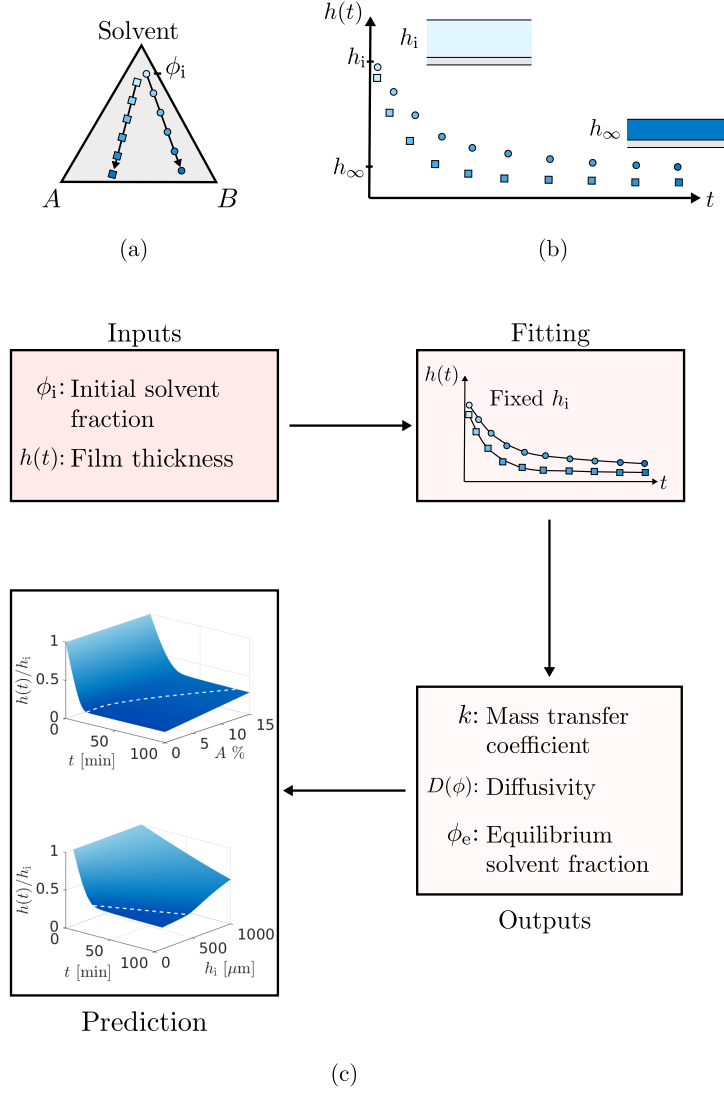 Solvent
ϕᵢ
A
B
(a)
h(t)
hᵢ
h∞
t
hᵢ
h∞
(b)
Inputs
ϕᵢ: Initial solvent
fraction
h(t): Film thickness
Fitting
h(t)
Fixed hᵢ
t
k: Mass transfer
coefficient
D(ϕ): Diffusivity
ϕₑ: Equilibrium
solvent fraction
Outputs
h(t)/hᵢ
1
0.5
0
0
50
100
t [min]
0
5
10
15
A %
h(t)/hᵢ
1
0.5
0
0
50
100
t [min]
0
500
1000
hᵢ [μm]
Prediction
(c)